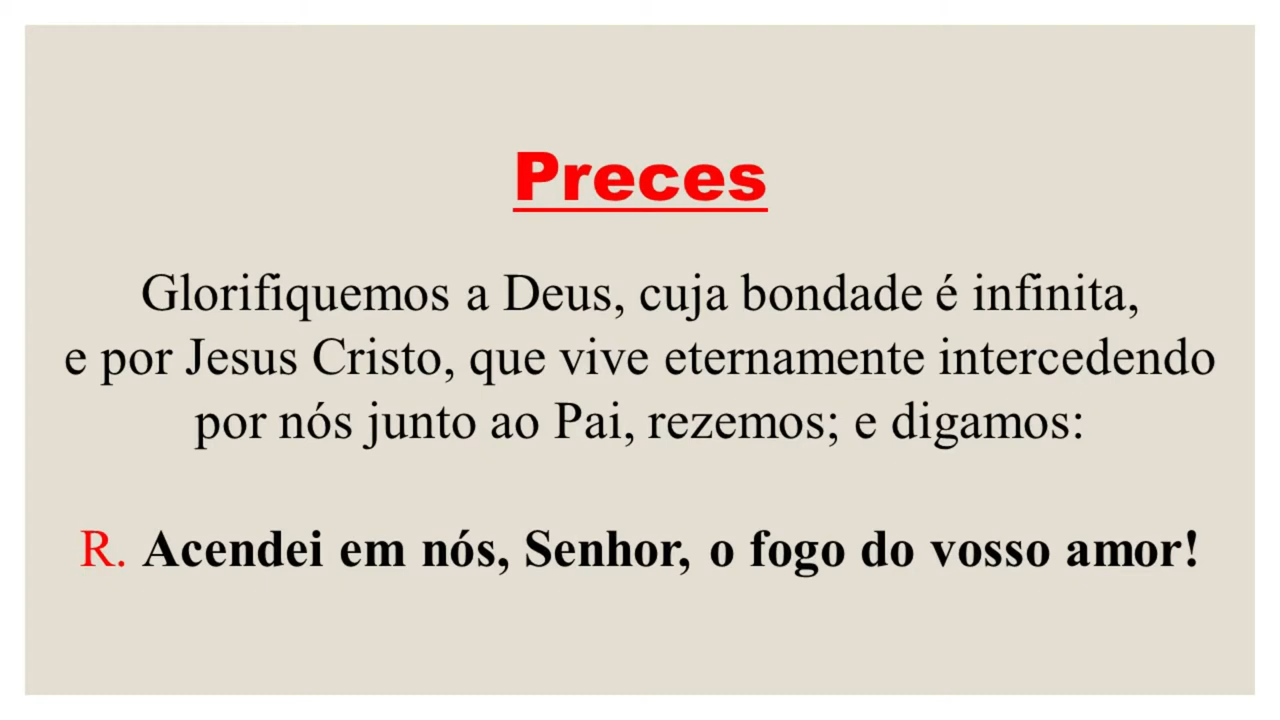 Preces
Glorifiquemos a Deus, cuja bondade é infinita,
e por Jesus Cristo, que vive eternamente intercedendo
por nós junto ao Pai, rezemos; e digamos:
R. Acendei em nós, Senhor, o fogo do vosso amor!